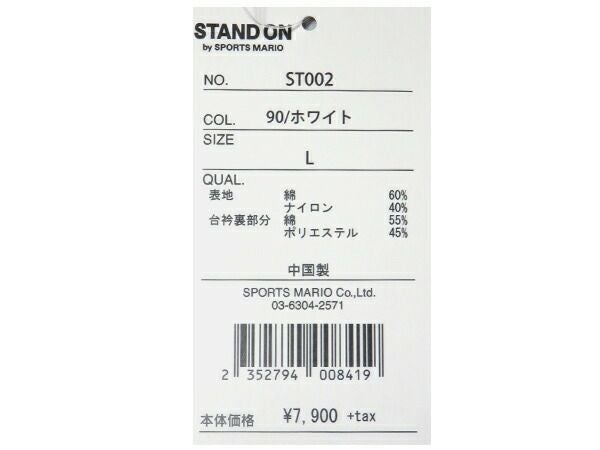 STAND ON
by SPORTS MARIO
NO. ST002
COL. 90/ホワイト
SIZE
L
QUAL.
表地 綿 60%
ナイロン 40%
台衿裏部分 綿 55%
ポリエステル 45%
中国製
SPORTS MARIO Co.,Ltd.
03-6304-2571
2 352794 008419
本体価格 ¥7,900 +tax